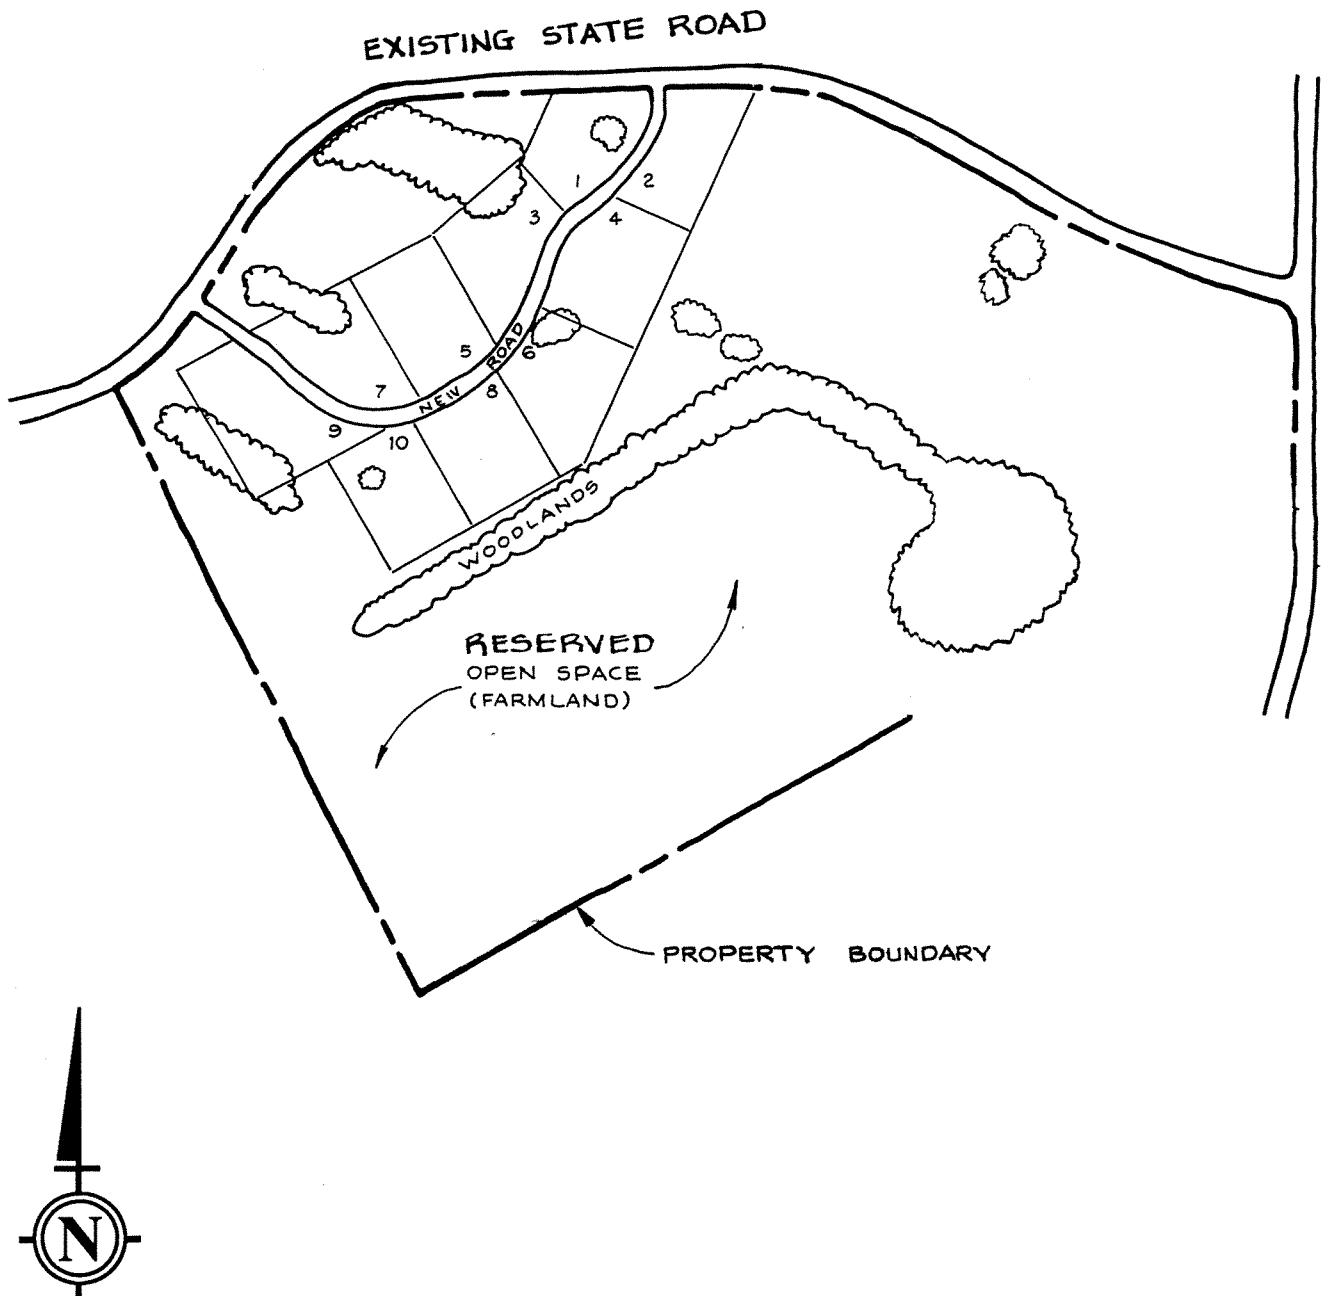 EXISTING STATE ROAD
1
2
3
4
5
6
7
8
9
10
NEW ROAD
WOODLANDS
RESERVED
OPEN SPACE
(FARMLAND)
PROPERTY BOUNDARY
N